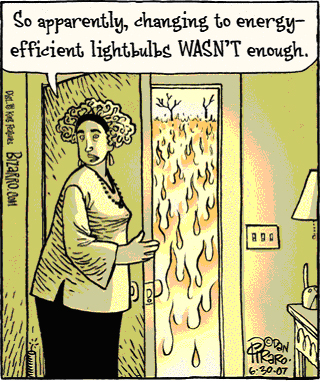 So apparently, changing to energy-
efficient lightbulbs WASN'T enough.
Dist. by King Features
BIZARRO.COM
©DAN
PIRARO.
6-30-07